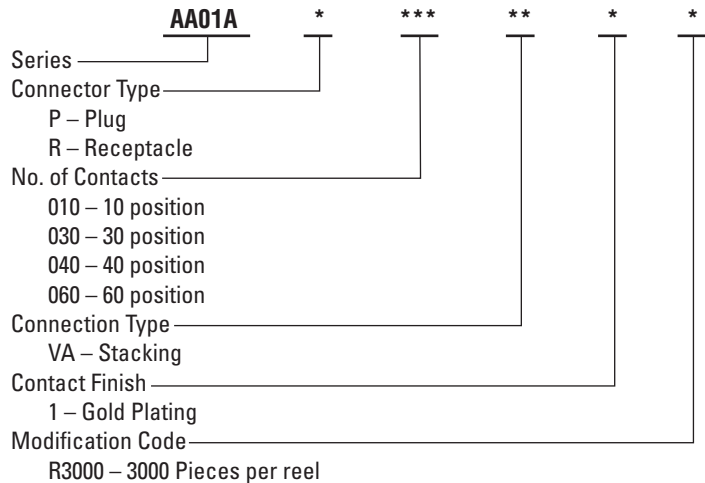 AA01A * *** ** * *
Series
Connector Type
P – Plug
R – Receptacle
No. of Contacts
010 – 10 position
030 – 30 position
040 – 40 position
060 – 60 position
Connection Type
VA – Stacking
Contact Finish
1 – Gold Plating
Modification Code
R3000 – 3000 Pieces per reel